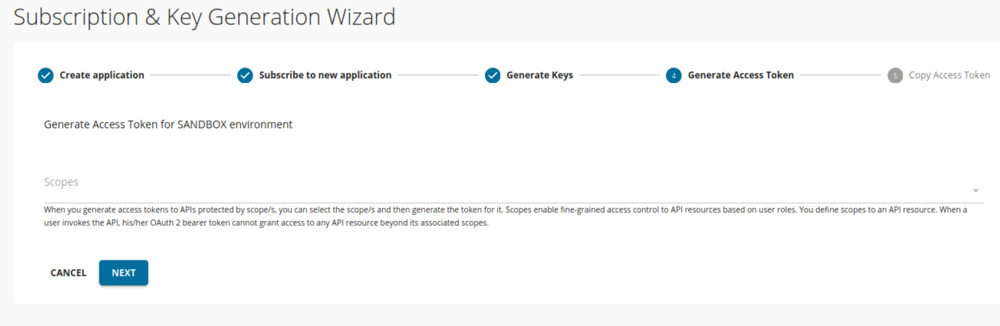 Subscription & Key Generation Wizard
Create application
Subscribe to new application
Generate Keys
4 Generate Access Token
5 Copy Access Token
Generate Access Token for SANDBOX environment
Scopes
When you generate access tokens to APIs protected by scope/s, you can select the scope/s and then generate the token for it. Scopes enable fine-grained access control to API resources based on user roles. You define scopes to an API resource. When a
user invokes the API, his/her OAuth 2 bearer token cannot grant access to any API resource beyond its associated scopes.
CANCEL NEXT